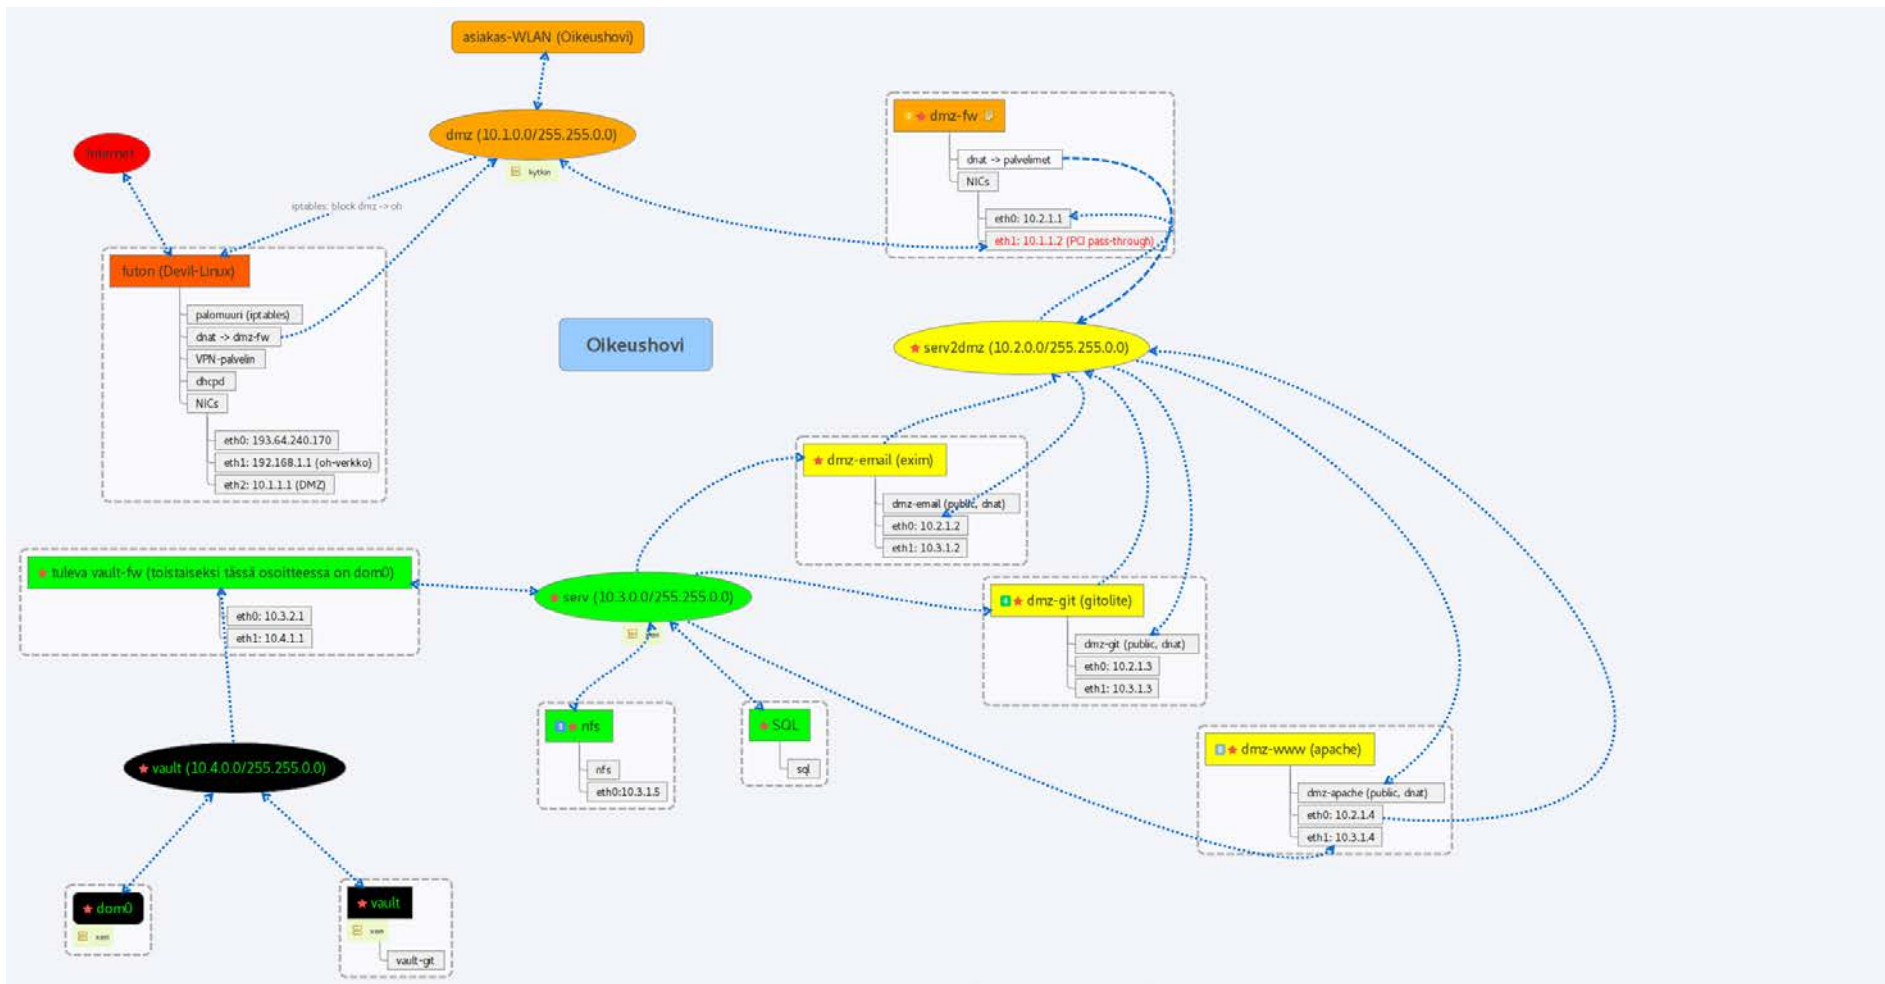 asiakas-WLAN (Oikeushovi)
dmz (10.1.0.0/255.255.0.0)
kytkin
Internet
iptables: block dmz -> oh
dmz-fw
dnat -> palvelimet
NICs
eth0: 10.2.1.1
eth1: 10.1.1.2 (PCI pass-through)
futon (Devil-Linux)
palomuuri (iptables)
dnat -> dmz-fw
VPN-palvelin
dhcpd
NICs
eth0: 193.64.240.170
eth1: 192.168.1.1 (oh-verkko)
eth2: 10.1.1.1 (DMZ)
Oikeushovi
serv2dmz (10.2.0.0/255.255.0.0)
dmz-email (exim)
dmz-email (public, dnat)
eth0: 10.2.1.2
eth1: 10.3.1.2
tuleva vault-fw (toistaiseksi tässä osoitteessa on dom0)
eth0: 10.3.2.1
eth1: 10.4.1.1
serv (10.3.0.0/255.255.0.0)
dmz-git (gitolite)
dmz-git (public, dnat)
eth0: 10.2.1.3
eth1: 10.3.1.3
nfs
nfs
eth0:10.3.1.5
SQL
sql
dmz-www (apache)
dmz-apache (public, dnat)
eth0: 10.2.1.4
eth1: 10.3.1.4
vault (10.4.0.0/255.255.0.0)
dom0
xen
vault
xen
vault-git